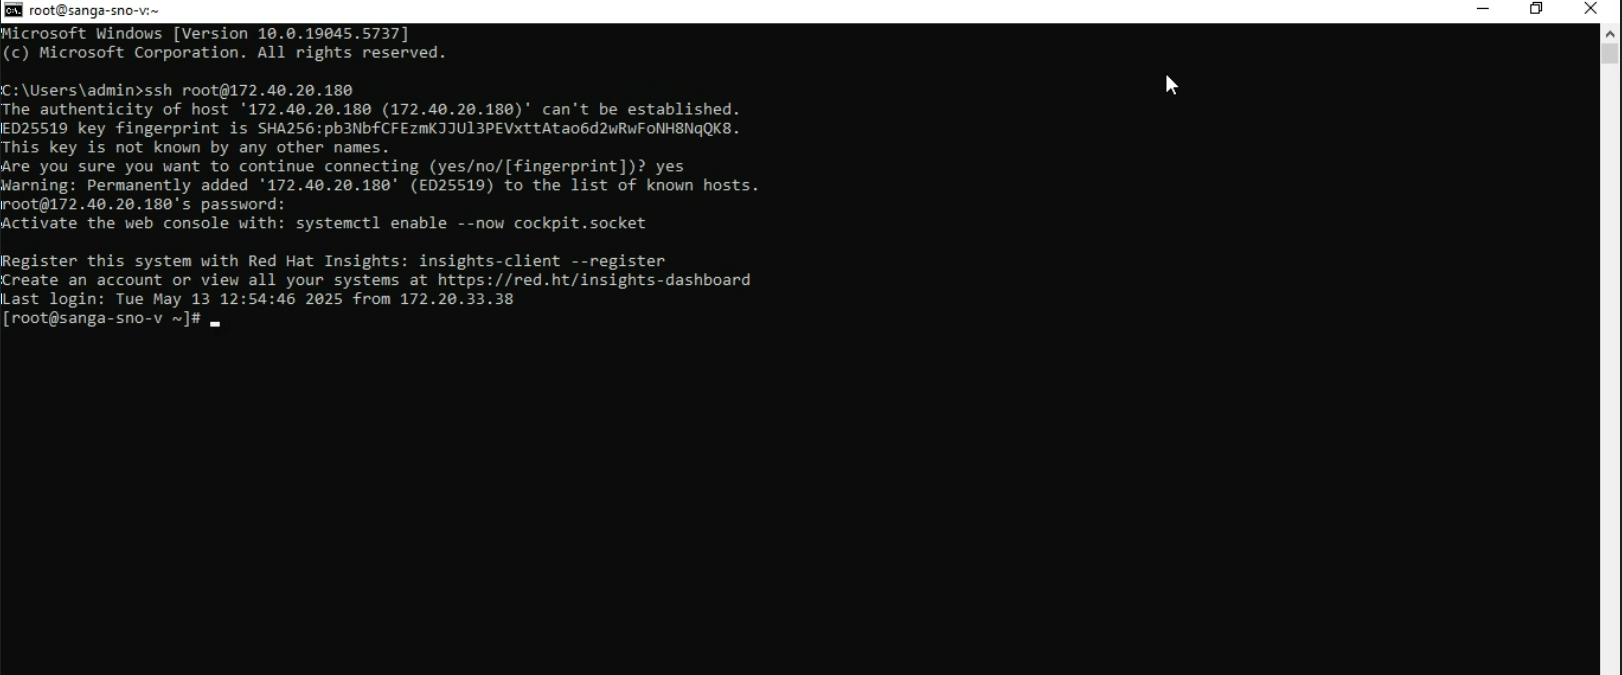 root@sanga-sno-v:~
Microsoft Windows [Version 10.0.19045.5737]
(c) Microsoft Corporation. All rights reserved.
C:\Users\admin>ssh root@172.40.20.180
The authenticity of host '172.40.20.180 (172.40.20.180)' can't be established.
ED25519 key fingerprint is SHA256:pb3NbfCFEzmKJJUl3PEVxttAtao6d2wRwFoNH8NqQK8.
This key is not known by any other names.
Are you sure you want to continue connecting (yes/no/[fingerprint])? yes
Warning: Permanently added '172.40.20.180' (ED25519) to the list of known hosts.
root@172.40.20.180's password:
Activate the web console with: systemctl enable --now cockpit.socket
Register this system with Red Hat Insights: insights-client --register
Create an account or view all your systems at https://red.ht/insights-dashboard
Last login: Tue May 13 12:54:46 2025 from 172.20.33.38
[root@sanga-sno-v ~]#